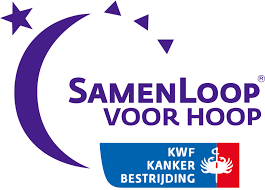 SAMENLOOP®
VOOR HOOP
KWF
KANKER
BESTRIJDING